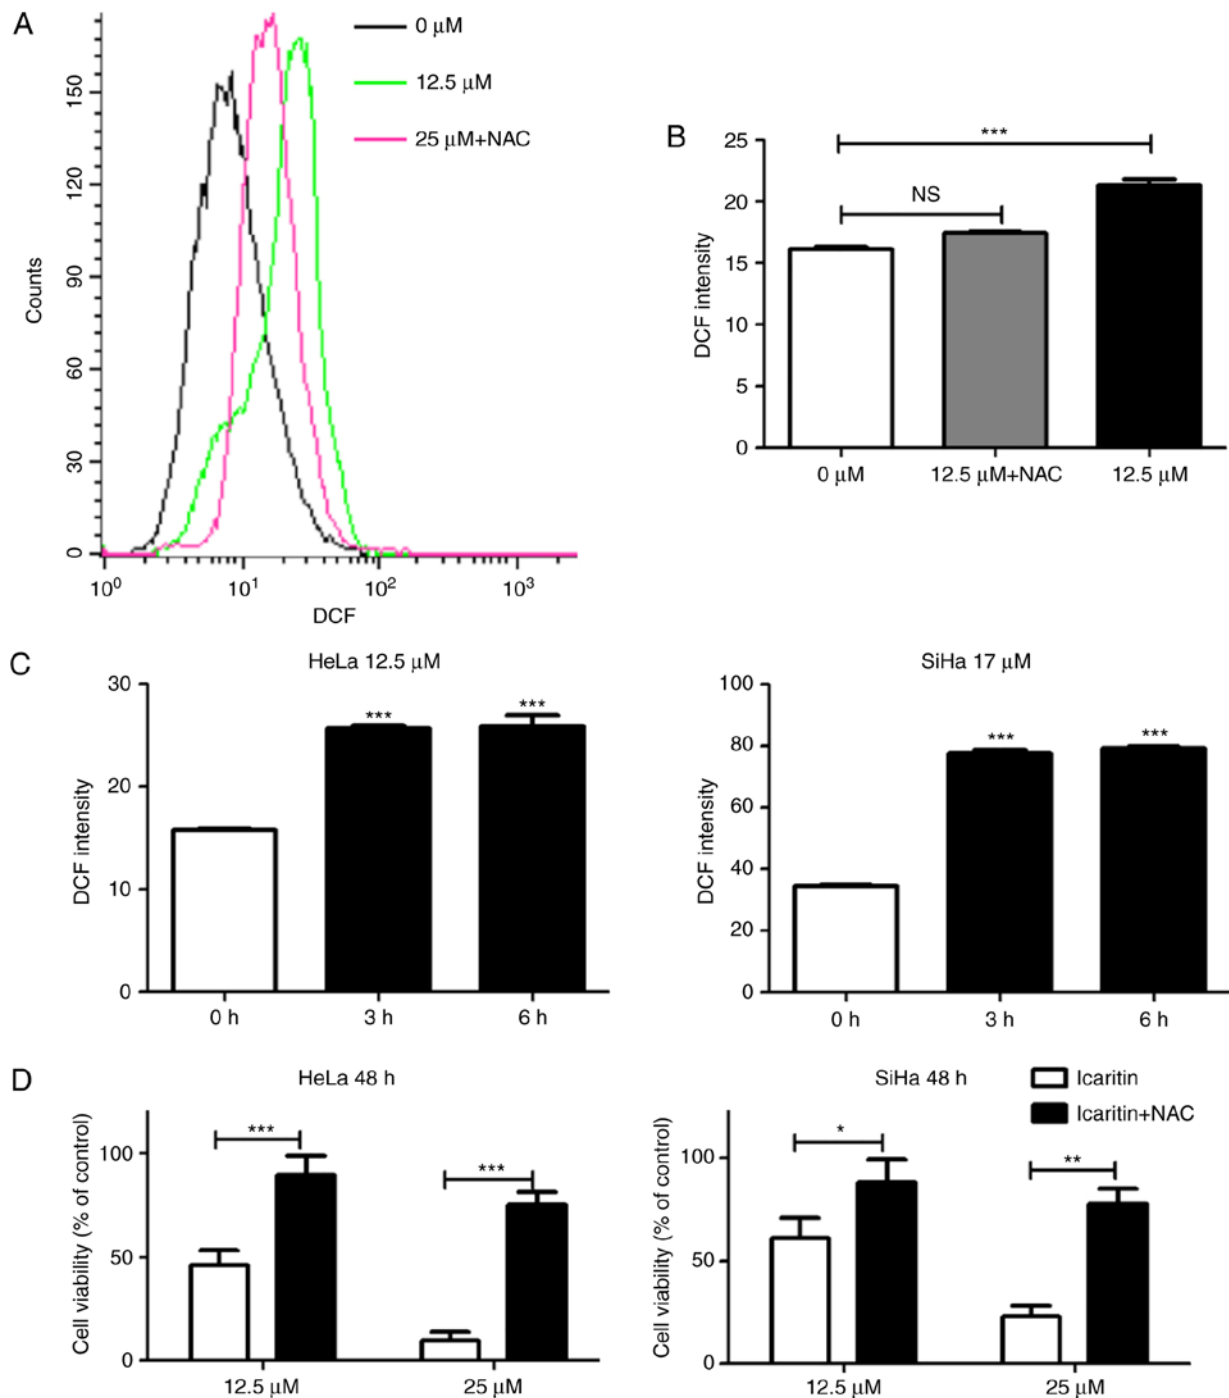 A
0 μM
12.5 μM
25 μM+NAC
Counts
150
120
90
60
30
0
10⁰ 10¹ 10² 10³
DCF
B
DCF intensity
25
20
15
10
5
0
***
NS
0 μM 12.5 μM+NAC 12.5 μM
C
HeLa 12.5 μM
DCF intensity
30
20
10
0
*** ***
0 h 3 h 6 h
SiHa 17 μM
DCF intensity
100
80
60
40
20
0
*** ***
0 h 3 h 6 h
D
HeLa 48 h
Cell viability (% of control)
100
50
0
*** ***
12.5 μM 25 μM
SiHa 48 h
Icaritin
Icaritin+NAC
Cell viability (% of control)
100
50
0
* **
12.5 μM 25 μM